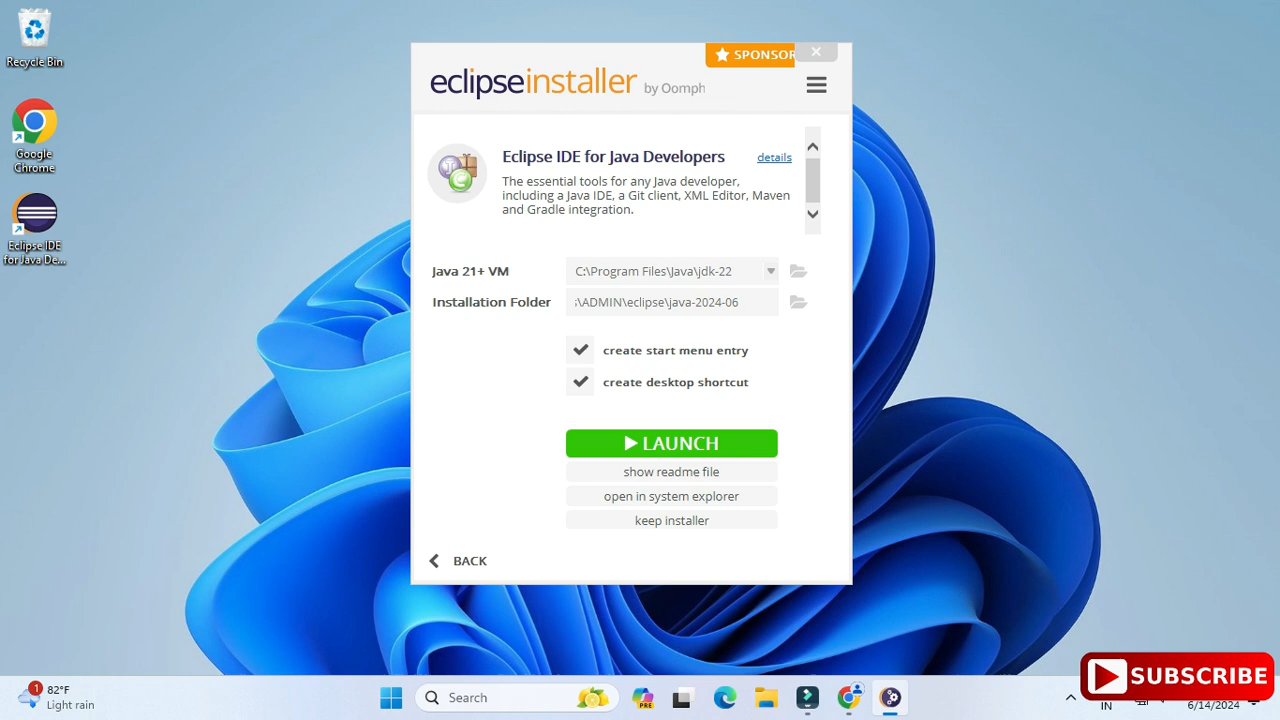 Recycle Bin
Google
Chrome
Eclipse IDE
for Java De...
SPONSOR
eclipseinstaller by Oomph
Eclipse IDE for Java Developers
details
The essential tools for any Java developer,
including a Java IDE, a Git client, XML Editor, Maven
and Gradle integration.
Java 21+ VM
C:\Program Files\Java\jdk-22
Installation Folder
\ADMIN\eclipse\java-2024-06
create start menu entry
create desktop shortcut
LAUNCH
show readme file
open in system explorer
keep installer
BACK
SUBSCRIBE
1
82°F
Light rain
Search
PRE
IN
6/14/2024